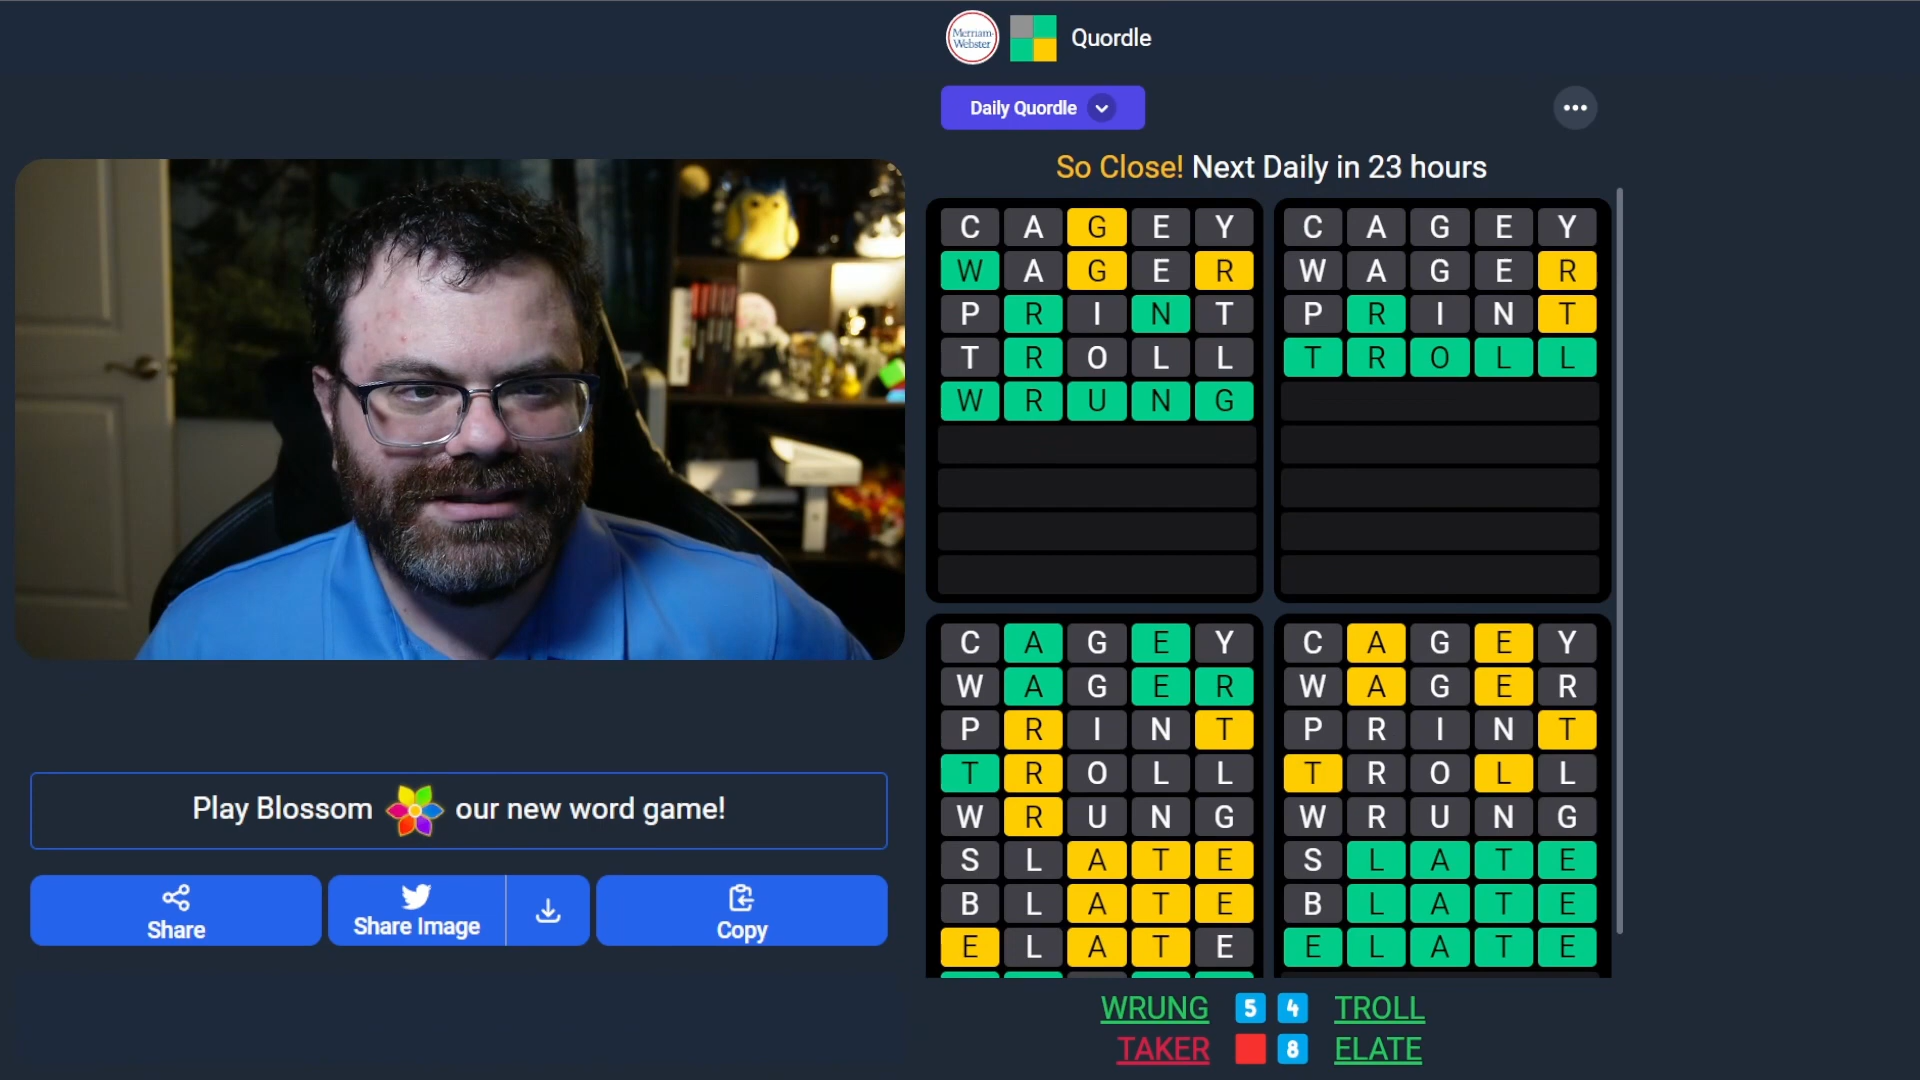 Merriam-
Webster
Quordle
Daily Quordle
So Close! Next Daily in 23 hours
C A G E Y
W A G E R
P R I N T
T R O L L
W R U N G
C A G E Y
W A G E R
P R I N T
T R O L L
C A G E Y
W A G E R
P R I N T
T R O L L
W R U N G
S L A T E
B L A T E
E L A T E
C A G E Y
W A G E R
P R I N T
T R O L L
W R U N G
S L A T E
B L A T E
E L A T E
Play Blossom our new word game!
Share
Share Image
Copy
WRUNG 5 4 TROLL
TAKER 8 ELATE